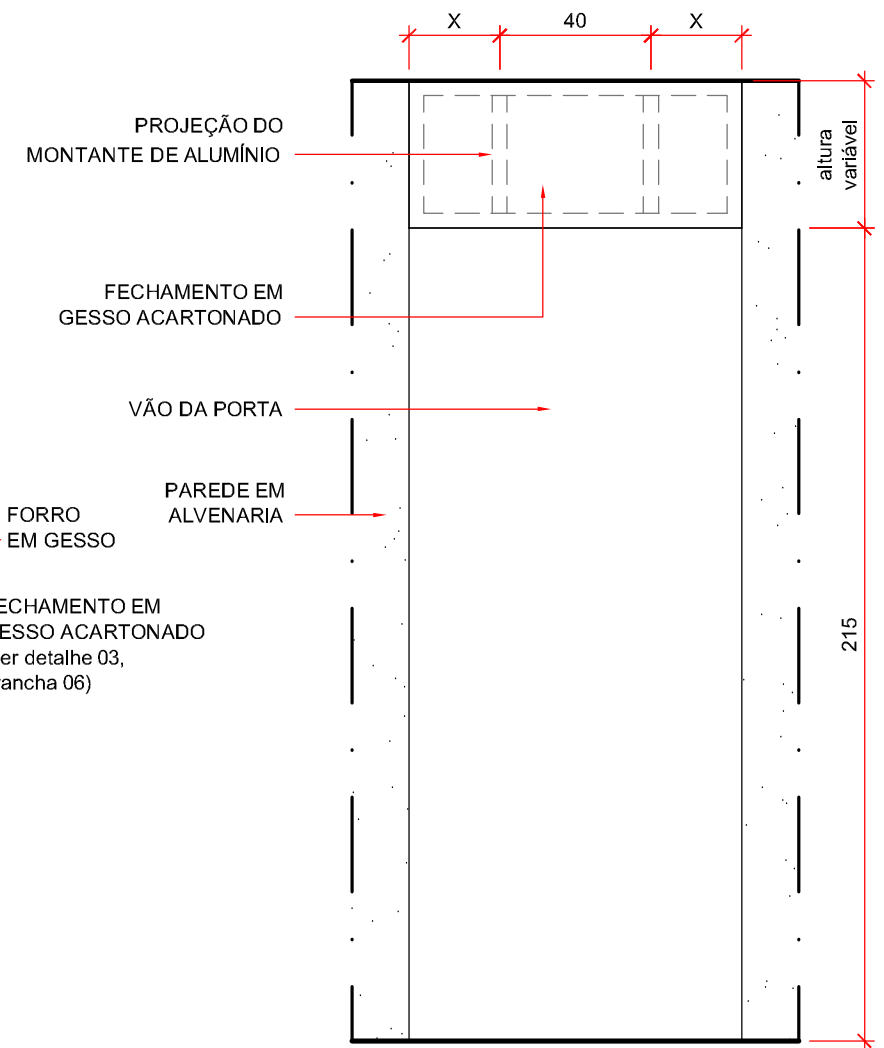 X 40 X
PROJEÇÃO DO
MONTANTE DE ALUMÍNIO
altura
variável
FECHAMENTO EM
GESSO ACARTONADO
VÃO DA PORTA
PAREDE EM
ALVENARIA
FORRO
EM GESSO
ECHAMENTO EM
ESSO ACARTONADO
er detalhe 03,
rancha 06)
215